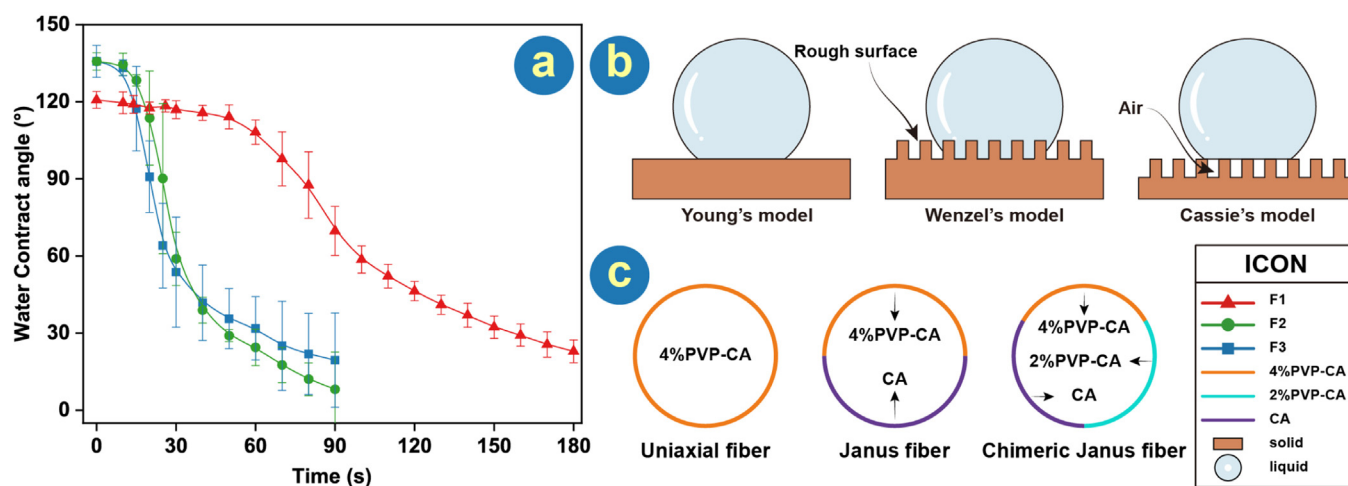 a
150
120
90
60
30
0
Water Contract angle (°)
0 30 60 90 120 150 180
Time (s)
b
Rough surface
Air
Young's model
Wenzel's model
Cassie's model
c
4%PVP-CA
Uniaxial fiber
4%PVP-CA
CA
Janus fiber
4%PVP-CA
2%PVP-CA
CA
Chimeric Janus fiber
ICON
F1
F2
F3
4%PVP-CA
2%PVP-CA
CA
solid
liquid